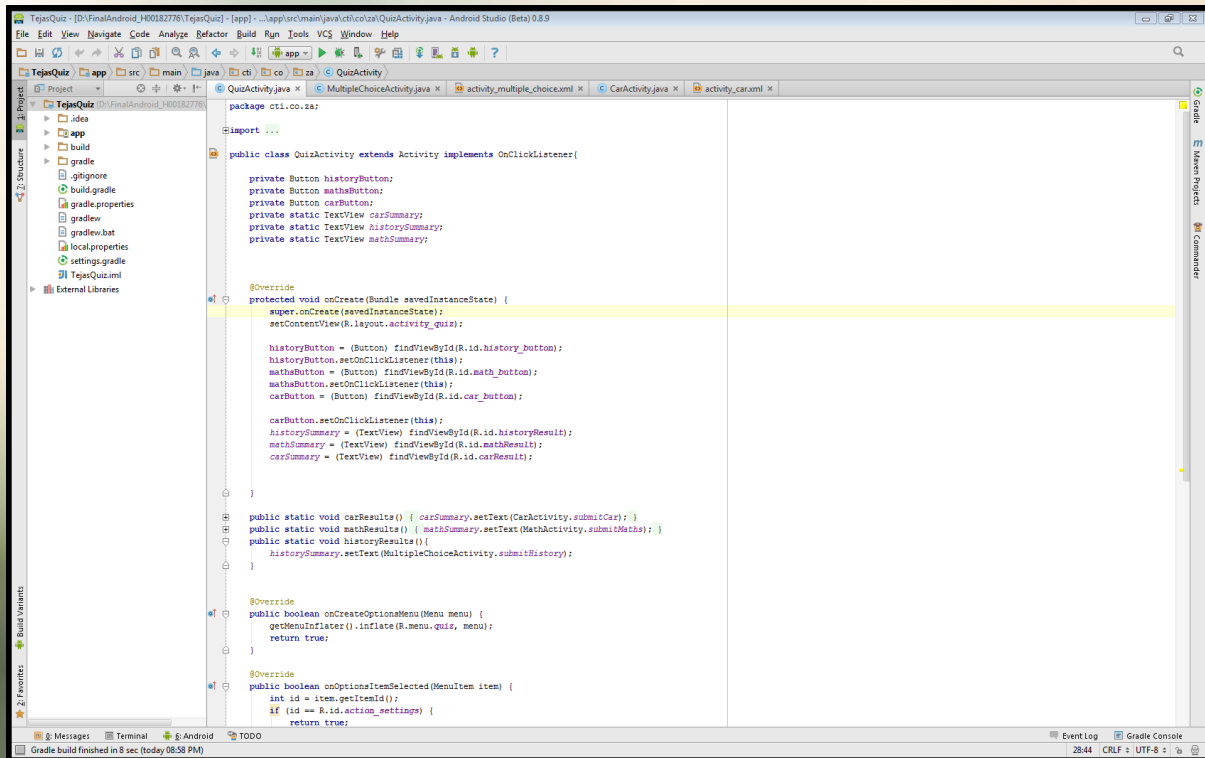 TejasQuiz - [D:\FinalAndroid_H00182776\TejasQuiz] - [app] - ...\app\src\main\java\cti\co\za\QuizActivity.java - Android Studio (Beta) 0.8.9
File Edit View Navigate Code Analyze Refactor Build Run Tools VCS Window Help
app
TejasQuiz app src main java cti co za QuizActivity
Project
QuizActivity.java × MultipleChoiceActivity.java × activity_multiple_choice.xml × CarActivity.java × activity_car.xml ×
1: Project
7: Structure
Build Variants
2: Favorites
TejasQuiz (D:\FinalAndroid_H00182776\
.idea
app
build
gradle
.gitignore
build.gradle
gradle.properties
gradlew
gradlew.bat
local.properties
settings.gradle
TejasQuiz.iml
External Libraries
package cti.co.za;
import ...
public class QuizActivity extends Activity implements OnClickListener{
private Button historyButton;
private Button mathsButton;
private Button carButton;
private static TextView carSummary;
private static TextView historySummary;
private static TextView mathSummary;
@Override
protected void onCreate(Bundle savedInstanceState) {
super.onCreate(savedInstanceState);
setContentView(R.layout.activity_quiz);
historyButton = (Button) findViewById(R.id.history_button);
historyButton.setOnClickListener(this);
mathsButton = (Button) findViewById(R.id.math_button);
mathsButton.setOnClickListener(this);
carButton = (Button) findViewById(R.id.car_button);
carButton.setOnClickListener(this);
historySummary = (TextView) findViewById(R.id.historyResult);
mathSummary = (TextView) findViewById(R.id.mathResult);
carSummary = (TextView) findViewById(R.id.carResult);
}
public static void carResults() { carSummary.setText(CarActivity.submitCar); }
public static void mathResults() { mathSummary.setText(MathActivity.submitMaths); }
public static void historyResults(){
historySummary.setText(MultipleChoiceActivity.submitHistory);
}
@Override
public boolean onCreateOptionsMenu(Menu menu) {
getMenuInflater().inflate(R.menu.quiz, menu);
return true;
}
@Override
public boolean onOptionsItemSelected(MenuItem item) {
int id = item.getItemId();
if (id == R.id.action_settings) {
return true;
Gradle
Maven Projects
Commander
0: Messages Terminal 6: Android TODO Event Log Gradle Console
Gradle build finished in 8 sec (today 08:58 PM) 28:44 CRLF UTF-8